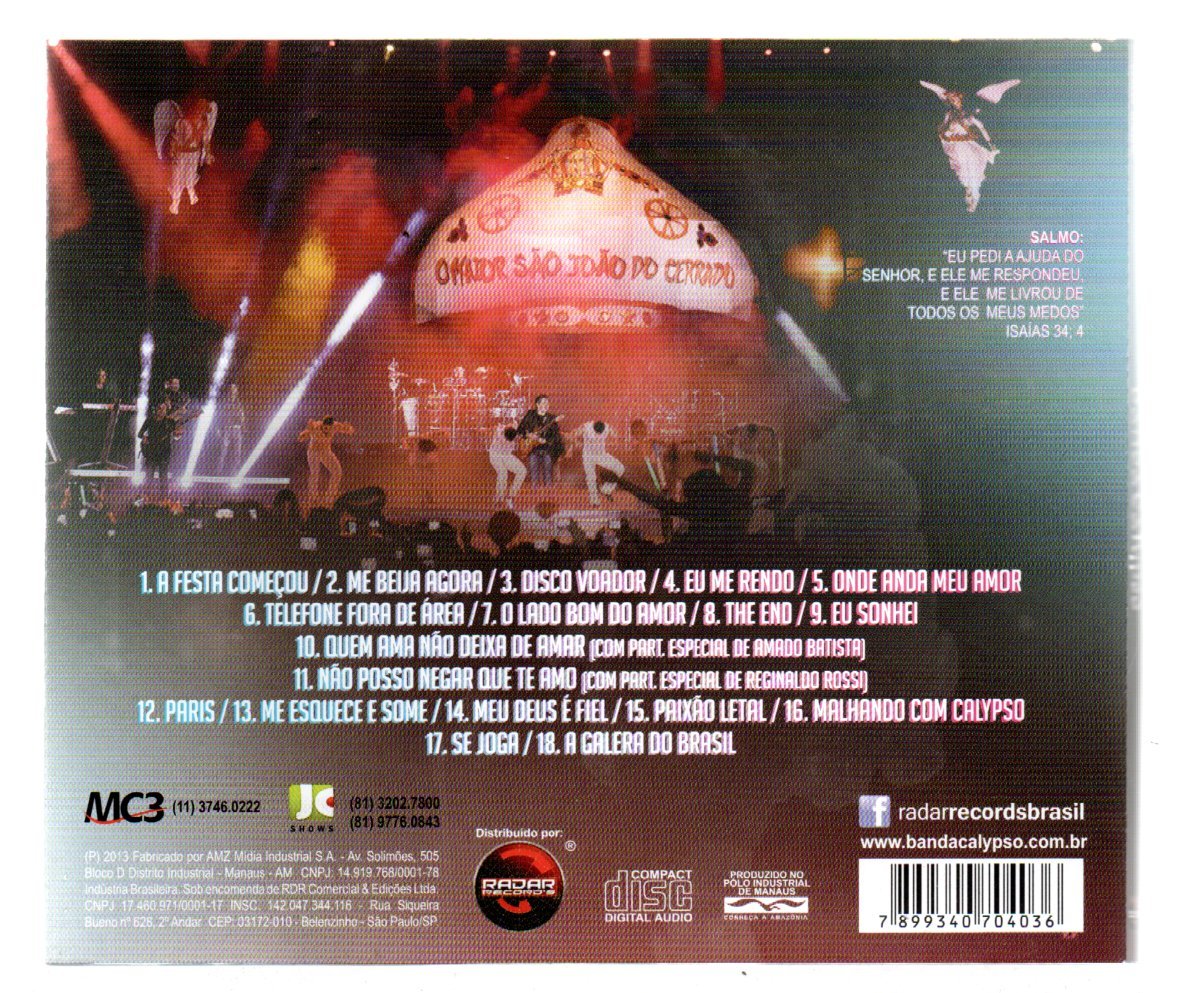 O MAIOR SÃO JOÃO DO CERRADO
SALMO:
"EU PEDI A AJUDA DO
SENHOR, E ELE ME RESPONDEU,
E ELE ME LIVROU DE
TODOS OS MEUS MEDOS"
ISAÍAS 34, 4
1. A FESTA COMEÇOU / 2. ME BEIJA AGORA / 3. DISCO VOADOR / 4. EU ME RENDO / 5. ONDE ANDA MEU AMOR
6. TELEFONE FORA DE ÁREA / 7. O LADO BOM DO AMOR / 8. THE END / 9. EU SONHEI
10. QUEM AMA NÃO DEIXA DE AMAR (COM PART. ESPECIAL DE AMADO BATISTA)
11. NÃO POSSO NEGAR QUE TE AMO (COM PART. ESPECIAL DE REGINALDO ROSSI)
12. PARIS / 13. ME ESQUECE E SOME / 14. MEU DEUS É FIEL / 15. PAIXÃO LETAL / 16. MALHANDO COM CALYPSO
17. SE JOGA / 18. A GALERA DO BRASIL
MC3 (11) 3746.0222
JC
SHOWS
(81) 3202.7800
(81) 9776.0843
(P) 2013 Fabricado por AMZ Mídia Industrial S.A. - Av. Solimões, 505
Bloco D Distrito Industrial - Manaus - AM CNPJ: 14.919.768/0001-78
Indústria Brasileira. Sob encomenda de RDR Comercial & Edições Ltda.
CNPJ 17.460.971/0001-17 INSC. 142.047.344.116 - Rua Siqueira
Bueno nº 628, 2º Andar CEP: 03172-010 - Belenzinho - São Paulo/SP
Distribuído por:
®
RADAR
RECORD'S
COMPACT
disc
DIGITAL AUDIO
PRODUZIDO NO
PÓLO INDUSTRIAL
DE MANAUS
CONHEÇA A AMAZÔNIA
f radarrecordsbrasil
www.bandacalypso.com.br
7 899340 704036